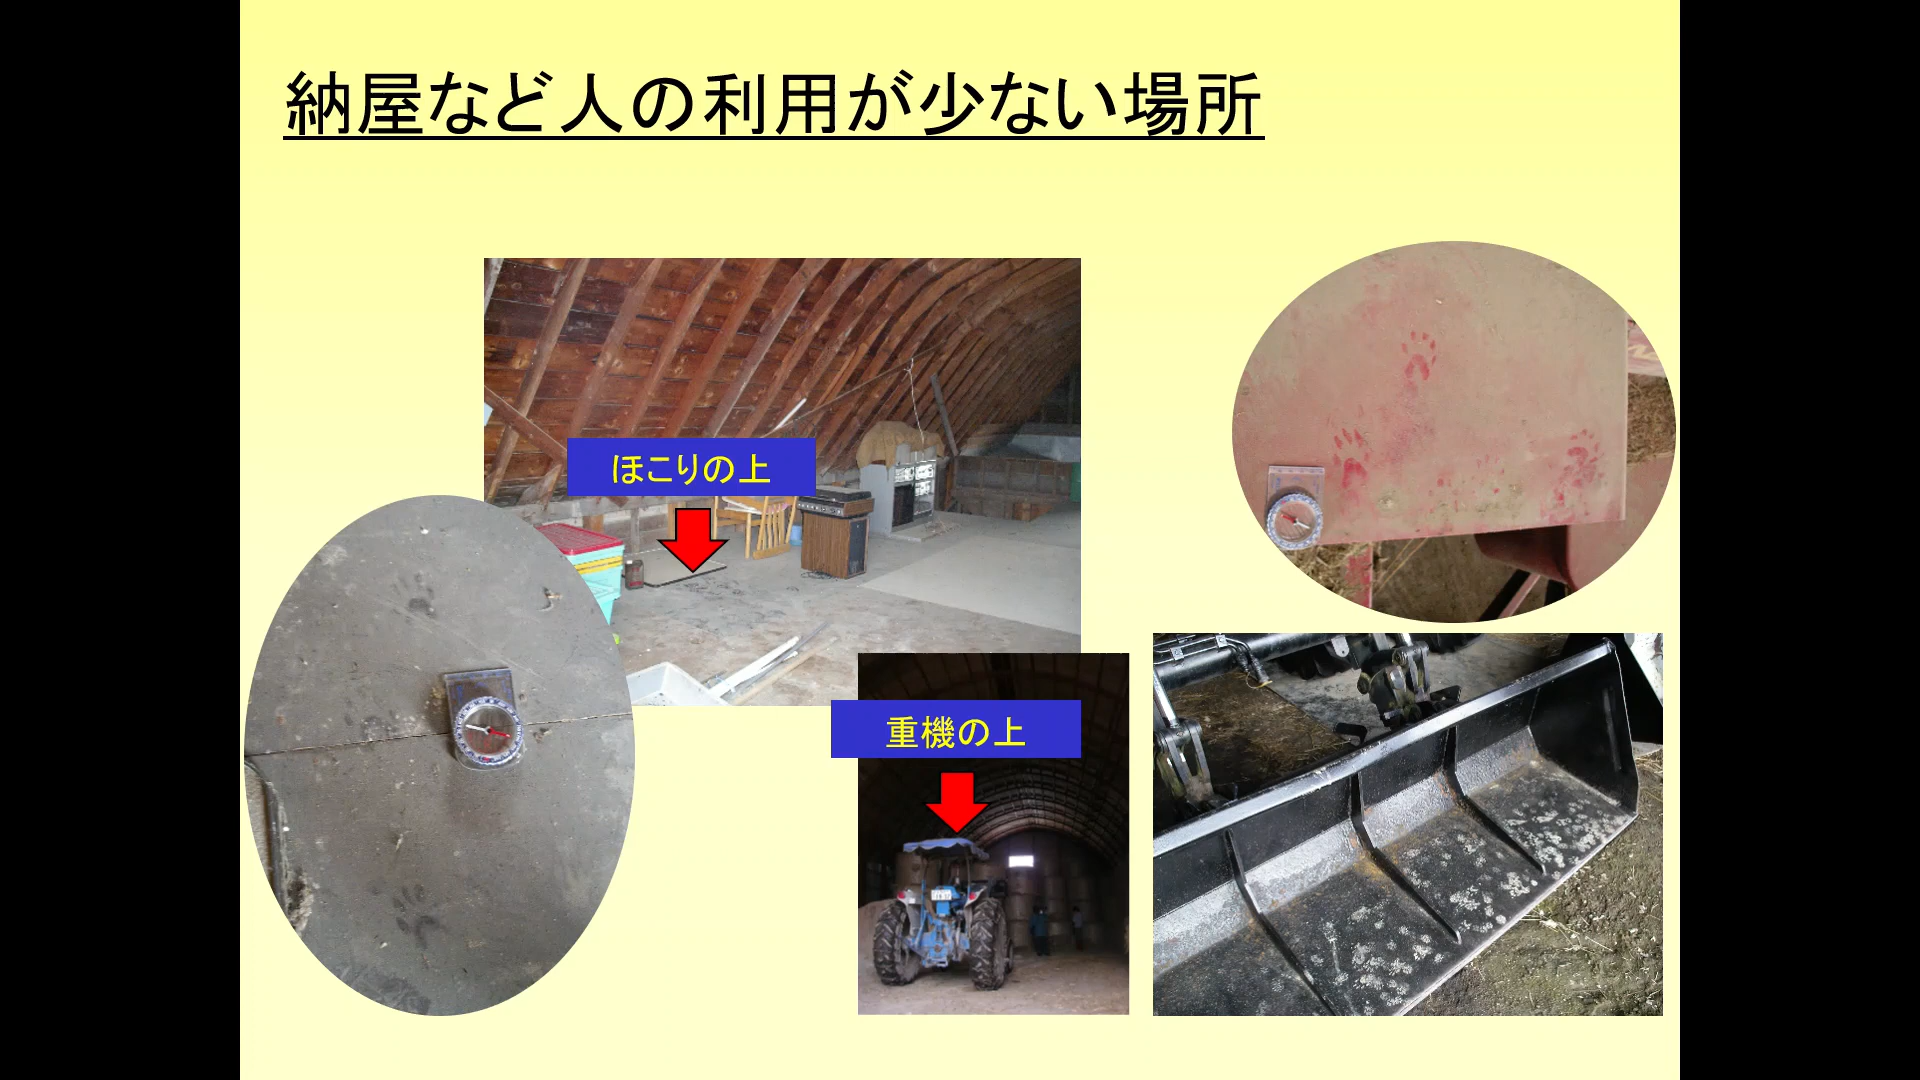 納屋など人の利用が少ない場所
ほこりの上
重機の上